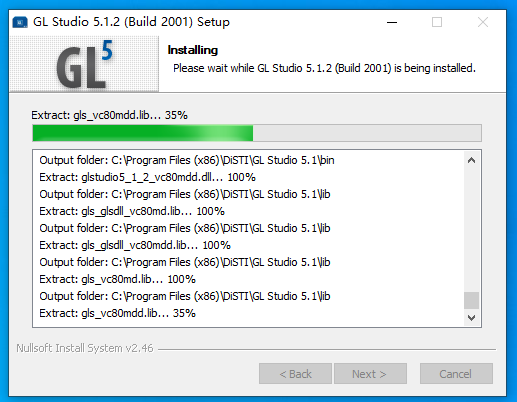 GL Studio 5.1.2 (Build 2001) Setup
GL5
Installing
Please wait while GL Studio 5.1.2 (Build 2001) is being installed.
Extract: gls_vc80mdd.lib... 35%
Output folder: C:\Program Files (x86)\DiSTI\GL Studio 5.1\bin
Extract: glstudio5_1_2_vc80mdd.dll... 100%
Output folder: C:\Program Files (x86)\DiSTI\GL Studio 5.1\lib
Extract: gls_glsdll_vc80md.lib... 100%
Output folder: C:\Program Files (x86)\DiSTI\GL Studio 5.1\lib
Extract: gls_glsdll_vc80mdd.lib... 100%
Output folder: C:\Program Files (x86)\DiSTI\GL Studio 5.1\lib
Extract: gls_vc80md.lib... 100%
Output folder: C:\Program Files (x86)\DiSTI\GL Studio 5.1\lib
Extract: gls_vc80mdd.lib... 35%
Nullsoft Install System v2.46
< Back
Next >
Cancel